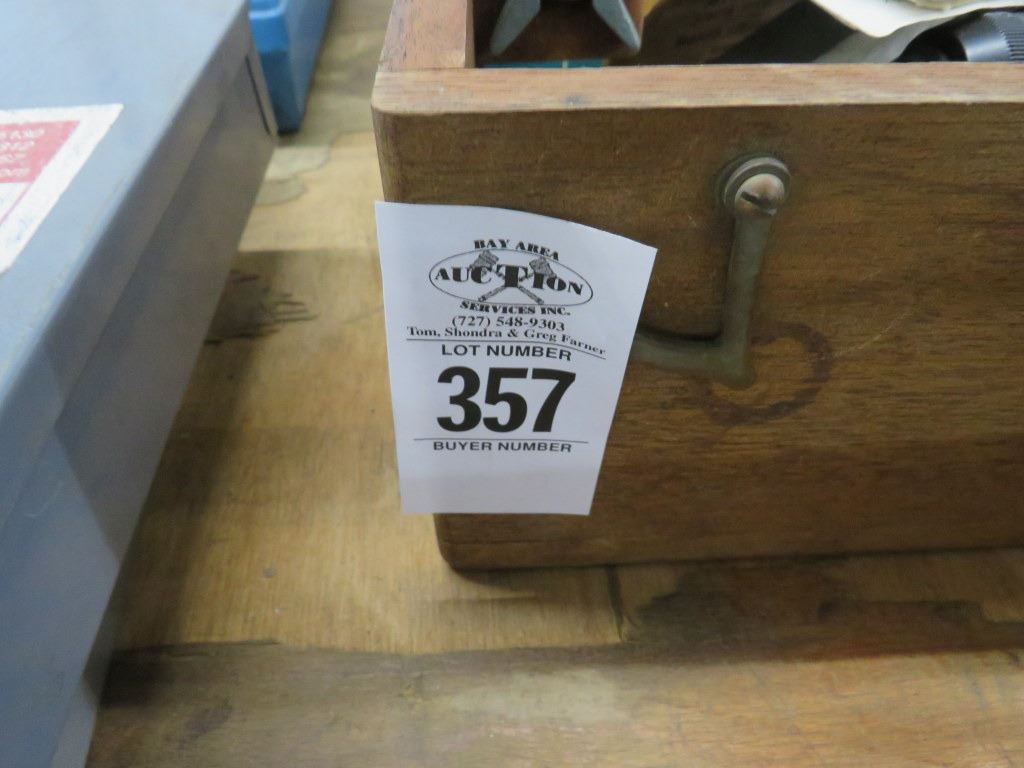 BAY AREA
AUCTION
SERVICES INC.
(727) 548-9303
Tom, Shondra & Greg Farner
LOT NUMBER
357
BUYER NUMBER